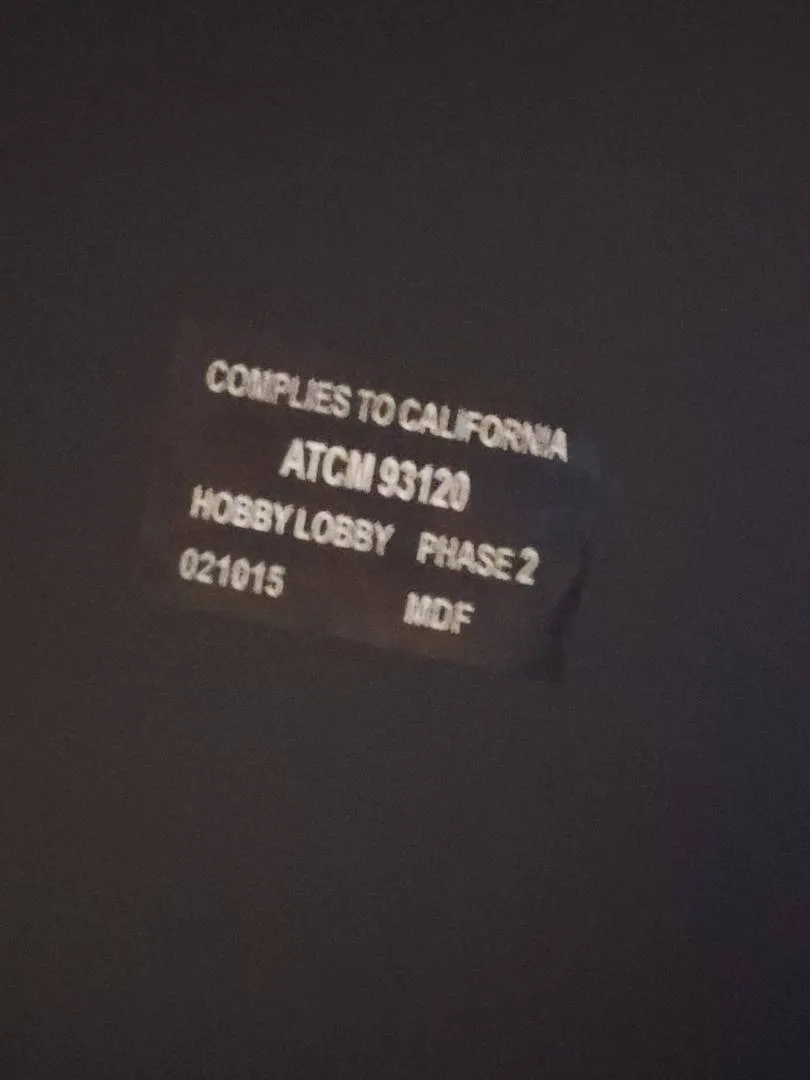 COMPLIES TO CALIFORNIA
ATCM 93120
HOBBY LOBBY PHASE 2
021015 MDF